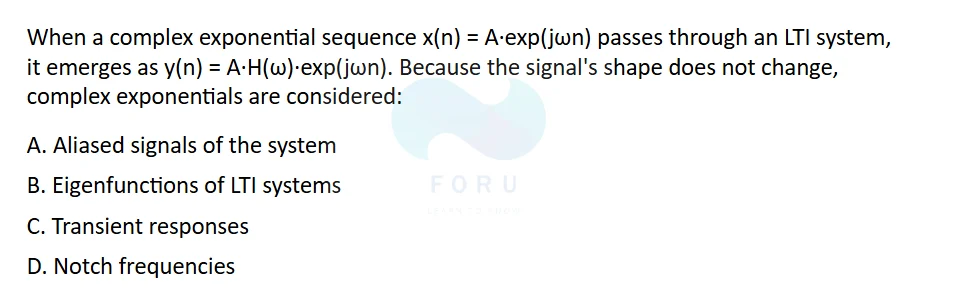 When a complex exponential sequence x(n) = A·exp(jωn) passes through an LTI system,
it emerges as y(n) = A·H(ω)·exp(jωn). Because the signal's shape does not change,
complex exponentials are considered:
A. Aliased signals of the system
B. Eigenfunctions of LTI systems
FORU
C. Transient responses
D. Notch frequencies